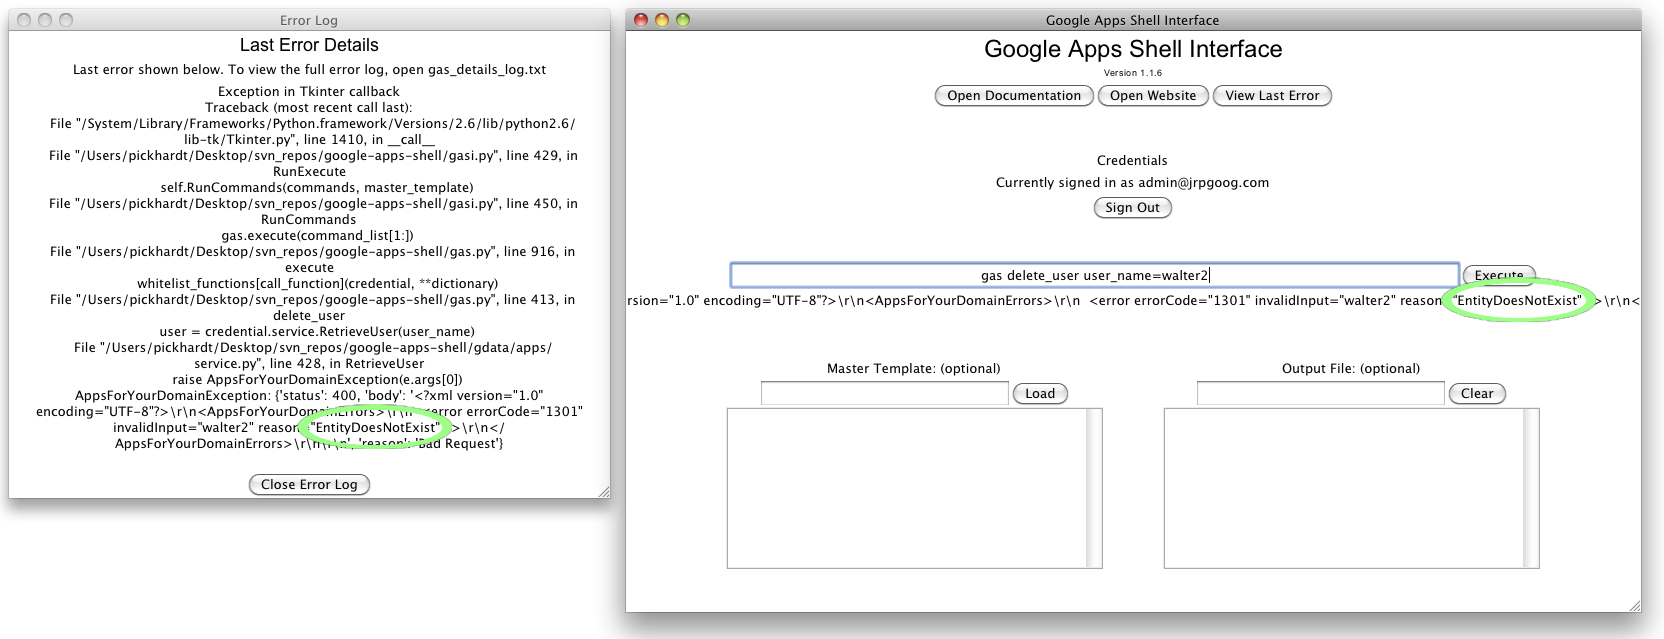 Error Log
Last Error Details
Last error shown below. To view the full error log, open gas_details_log.txt
Exception in Tkinter callback
Traceback (most recent call last):
File "/System/Library/Frameworks/Python.framework/Versions/2.6/lib/python2.6/
lib-tk/Tkinter.py", line 1410, in __call__
File "/Users/pickhardt/Desktop/svn_repos/google-apps-shell/gasi.py", line 429, in
RunExecute
self.RunCommands(commands, master_template)
File "/Users/pickhardt/Desktop/svn_repos/google-apps-shell/gasi.py", line 450, in
RunCommands
gas.execute(command_list[1:])
File "/Users/pickhardt/Desktop/svn_repos/google-apps-shell/gas.py", line 916, in
execute
whitelist_functions[call_function](credential, **dictionary)
File "/Users/pickhardt/Desktop/svn_repos/google-apps-shell/gas.py", line 413, in
delete_user
user = credential.service.RetrieveUser(user_name)
File "/Users/pickhardt/Desktop/svn_repos/google-apps-shell/gdata/apps/
service.py", line 428, in RetrieveUser
raise AppsForYourDomainException(e.args[0])
AppsForYourDomainException: {'status': 400, 'body': '<?xml version="1.0"
encoding="UTF-8"?>\r\n<AppsForYourDomainErrors>\r\n <error errorCode="1301"
invalidInput="walter2" reason "EntityDoesNotExist" >\r\n</
AppsForYourDomainErrors>\r\n\r\n', 'reason': 'Bad Request'}
Close Error Log
Google Apps Shell Interface
Google Apps Shell Interface
Version 1.1.6
Open Documentation Open Website View Last Error
Credentials
Currently signed in as admin@jrpgoog.com
Sign Out
gas delete_user user_name=walter2 Execute
rsion="1.0" encoding="UTF-8"?>\r\n<AppsForYourDomainErrors>\r\n <error errorCode="1301" invalidInput="walter2" reason "EntityDoesNotExist" >\r\n<
Master Template: (optional) Output File: (optional)
Load Clear